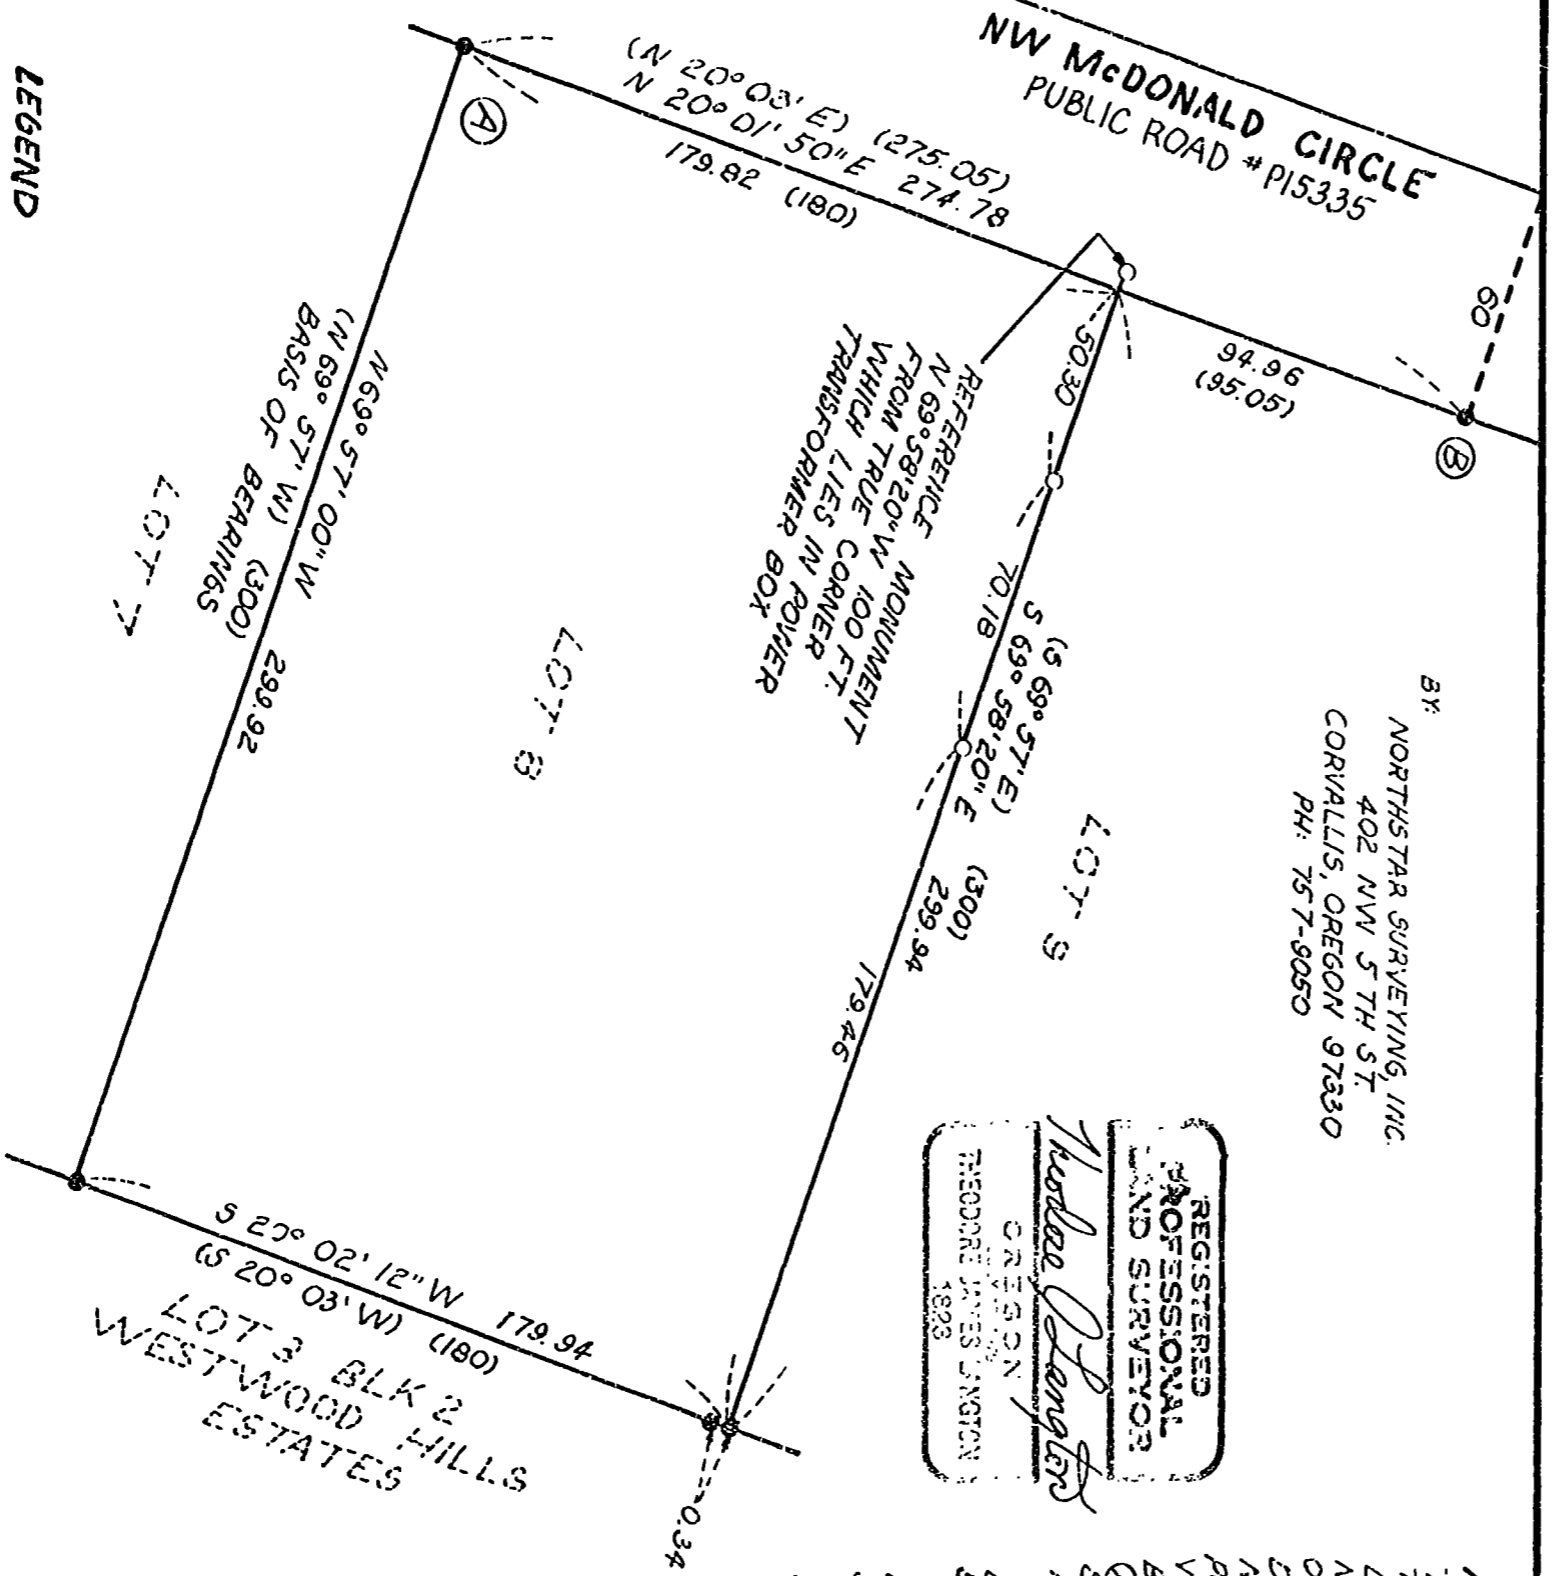 NW McDONALD CIRCLE
PUBLIC ROAD # P15335
60
(N 20° 03' E) (275.05)
N 20° 01' 50" E 274.78
179.82 (180)
94.96
(95.05)
A
B
LEGEND
50.30
70.18
REFERENCE MONUMENT
N 69°58'20" W 1.00 FT.
FROM TRUE CORNER
WHICH LIES IN POWER
TRANSFORMER BOX
(S 69° 57' E) (300)
S 69° 58' 20" E 299.94
179.46
N 69° 57' 00" W 299.92
(N 69° 57' W) (300)
BASIS OF BEARINGS
LOT 7
LOT 8
LOT 9
BY:
NORTHSTAR SURVEYING, INC.
402 NW 5 TH ST.
CORVALLIS, OREGON 97330
PH: 757-9050
REGISTERED
PROFESSIONAL
LAND SURVEYOR
OREGON
S 20° 02' 12" W 179.94
(S 20° 03' W) (180)
LOT 3 BLK 2
WESTWOOD HILLS
ESTATES
0.34